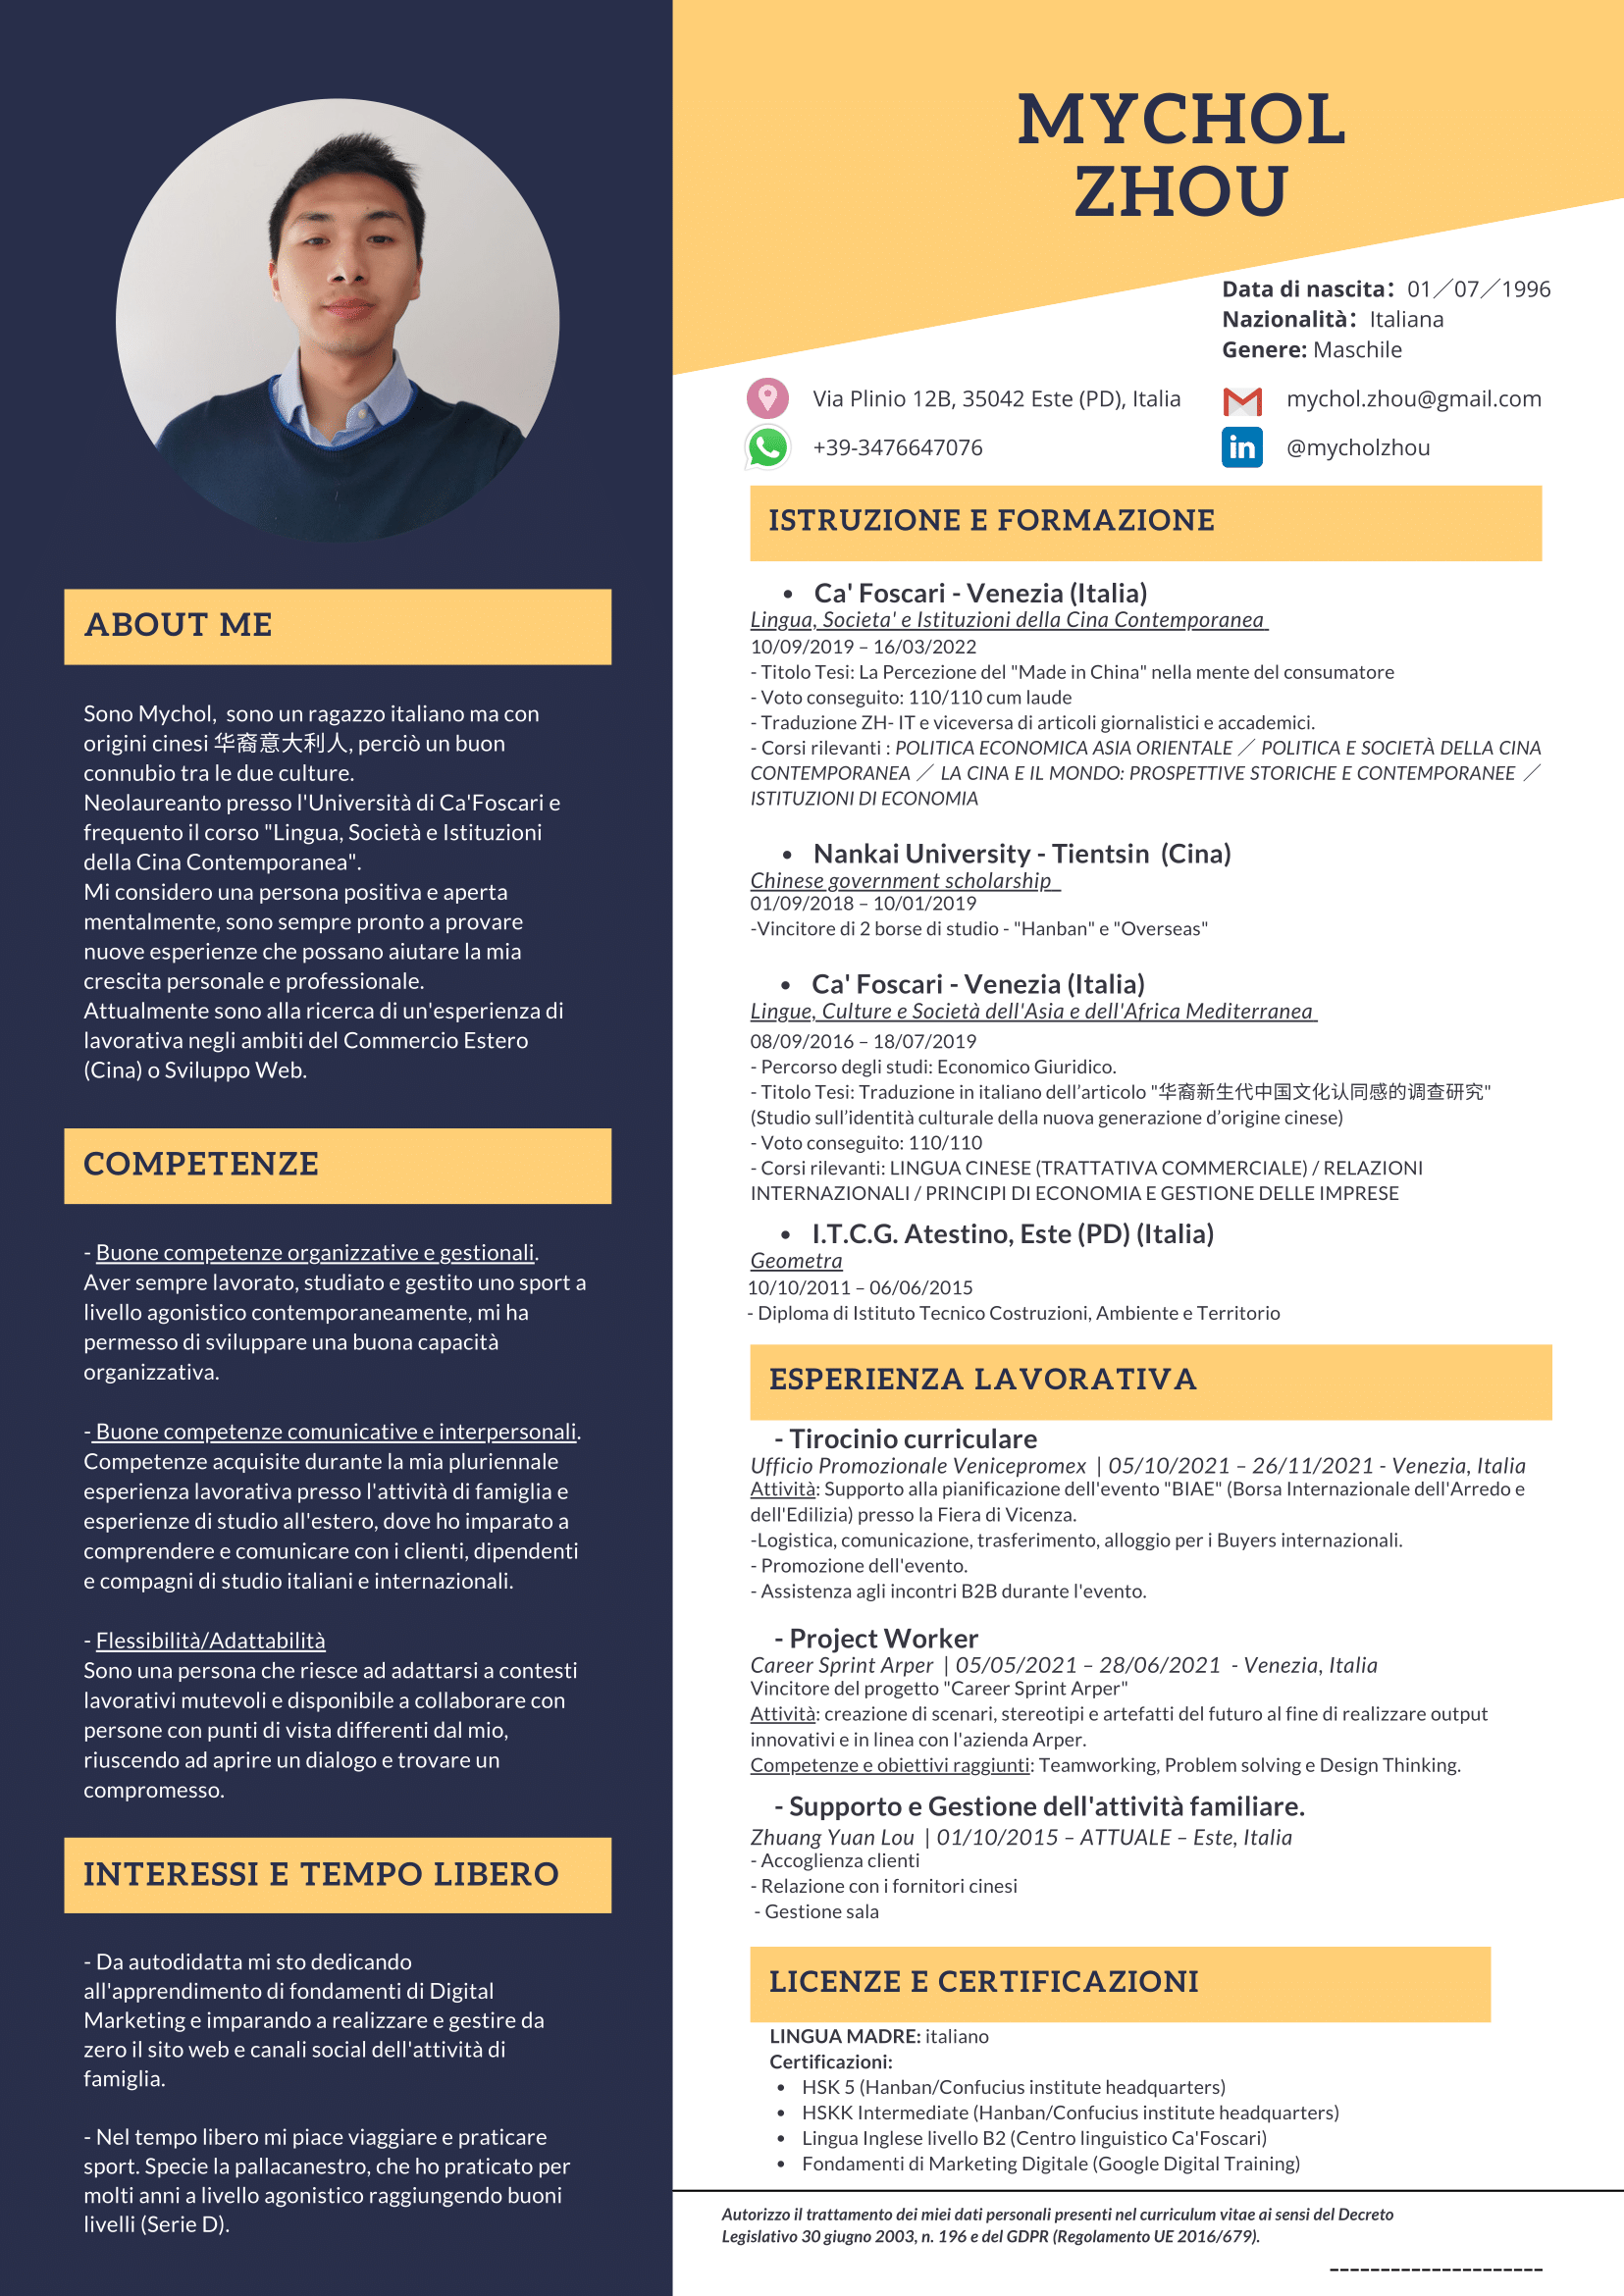 MYCHOL
ZHOU
Data di nascita： 01／07／1996
Nazionalità： Italiana
Genere: Maschile
Via Plinio 12B, 35042 Este (PD), Italia
mychol.zhou@gmail.com
+39-3476647076
@mycholzhou
ABOUT ME
Sono Mychol,  sono un ragazzo italiano ma con
origini cinesi 华裔意大利人, perciò un buon
connubio tra le due culture.
Neolaureanto presso l'Università di Ca'Foscari e
frequento il corso "Lingua, Società e Istituzioni
della Cina Contemporanea".
Mi considero una persona positiva e aperta
mentalmente, sono sempre pronto a provare
nuove esperienze che possano aiutare la mia
crescita personale e professionale.
Attualmente sono alla ricerca di un'esperienza di
lavorativa negli ambiti del Commercio Estero
(Cina) o Sviluppo Web.
COMPETENZE
- Buone competenze organizzative e gestionali.
Aver sempre lavorato, studiato e gestito uno sport a
livello agonistico contemporaneamente, mi ha
permesso di sviluppare una buona capacità
organizzativa.
- Buone competenze comunicative e interpersonali.
Competenze acquisite durante la mia pluriennale
esperienza lavorativa presso l'attività di famiglia e
esperienze di studio all'estero, dove ho imparato a
comprendere e comunicare con i clienti, dipendenti
e compagni di studio italiani e internazionali.
- Flessibilità/Adattabilità
Sono una persona che riesce ad adattarsi a contesti
lavorativi mutevoli e disponibile a collaborare con
persone con punti di vista differenti dal mio,
riuscendo ad aprire un dialogo e trovare un
compromesso.
INTERESSI E TEMPO LIBERO
- Da autodidatta mi sto dedicando
all'apprendimento di fondamenti di Digital
Marketing e imparando a realizzare e gestire da
zero il sito web e canali social dell'attività di
famiglia.
- Nel tempo libero mi piace viaggiare e praticare
sport. Specie la pallacanestro, che ho praticato per
molti anni a livello agonistico raggiungendo buoni
livelli (Serie D).
ISTRUZIONE E FORMAZIONE
• Ca' Foscari - Venezia (Italia)
Lingua, Societa' e Istituzioni della Cina Contemporanea
10/09/2019 – 16/03/2022
- Titolo Tesi: La Percezione del "Made in China" nella mente del consumatore
- Voto conseguito: 110/110 cum laude
- Traduzione ZH- IT e viceversa di articoli giornalistici e accademici.
- Corsi rilevanti : POLITICA ECONOMICA ASIA ORIENTALE ／ POLITICA E SOCIETÀ DELLA CINA
CONTEMPORANEA ／ LA CINA E IL MONDO: PROSPETTIVE STORICHE E CONTEMPORANEE ／
ISTITUZIONI DI ECONOMIA
• Nankai University - Tientsin  (Cina)
Chinese government scholarship
01/09/2018 – 10/01/2019
-Vincitore di 2 borse di studio - "Hanban" e "Overseas"
• Ca' Foscari - Venezia (Italia)
Lingue, Culture e Società dell'Asia e dell'Africa Mediterranea
08/09/2016 – 18/07/2019
- Percorso degli studi: Economico Giuridico.
- Titolo Tesi: Traduzione in italiano dell’articolo "华裔新生代中国文化认同感的调查研究"
(Studio sull’identità culturale della nuova generazione d’origine cinese)
- Voto conseguito: 110/110
- Corsi rilevanti: LINGUA CINESE (TRATTATIVA COMMERCIALE) / RELAZIONI
INTERNAZIONALI / PRINCIPI DI ECONOMIA E GESTIONE DELLE IMPRESE
• I.T.C.G. Atestino, Este (PD) (Italia)
Geometra
10/10/2011 – 06/06/2015
- Diploma di Istituto Tecnico Costruzioni, Ambiente e Territorio
ESPERIENZA LAVORATIVA
- Tirocinio curriculare
Ufficio Promozionale Venicepromex | 05/10/2021 – 26/11/2021 - Venezia, Italia
Attività: Supporto alla pianificazione dell'evento "BIAE" (Borsa Internazionale dell'Arredo e
dell'Edilizia) presso la Fiera di Vicenza.
-Logistica, comunicazione, trasferimento, alloggio per i Buyers internazionali.
- Promozione dell'evento.
- Assistenza agli incontri B2B durante l'evento.
- Project Worker
Career Sprint Arper | 05/05/2021 – 28/06/2021 - Venezia, Italia
Vincitore del progetto "Career Sprint Arper"
Attività: creazione di scenari, stereotipi e artefatti del futuro al fine di realizzare output
innovativi e in linea con l'azienda Arper.
Competenze e obiettivi raggiunti: Teamworking, Problem solving e Design Thinking.
- Supporto e Gestione dell'attività familiare.
Zhuang Yuan Lou | 01/10/2015 – ATTUALE – Este, Italia
- Accoglienza clienti
- Relazione con i fornitori cinesi
- Gestione sala
LICENZE E CERTIFICAZIONI
LINGUA MADRE: italiano
Certificazioni:
• HSK 5 (Hanban/Confucius institute headquarters)
• HSKK Intermediate (Hanban/Confucius institute headquarters)
• Lingua Inglese livello B2 (Centro linguistico Ca'Foscari)
• Fondamenti di Marketing Digitale (Google Digital Training)
Autorizo il trattamento dei miei dati personali presenti nel curriculum vitae ai sensi del Decreto
Legislativo 30 giugno 2003, n. 196 e del GDPR (Regolamento UE 2016/679).
---------------------